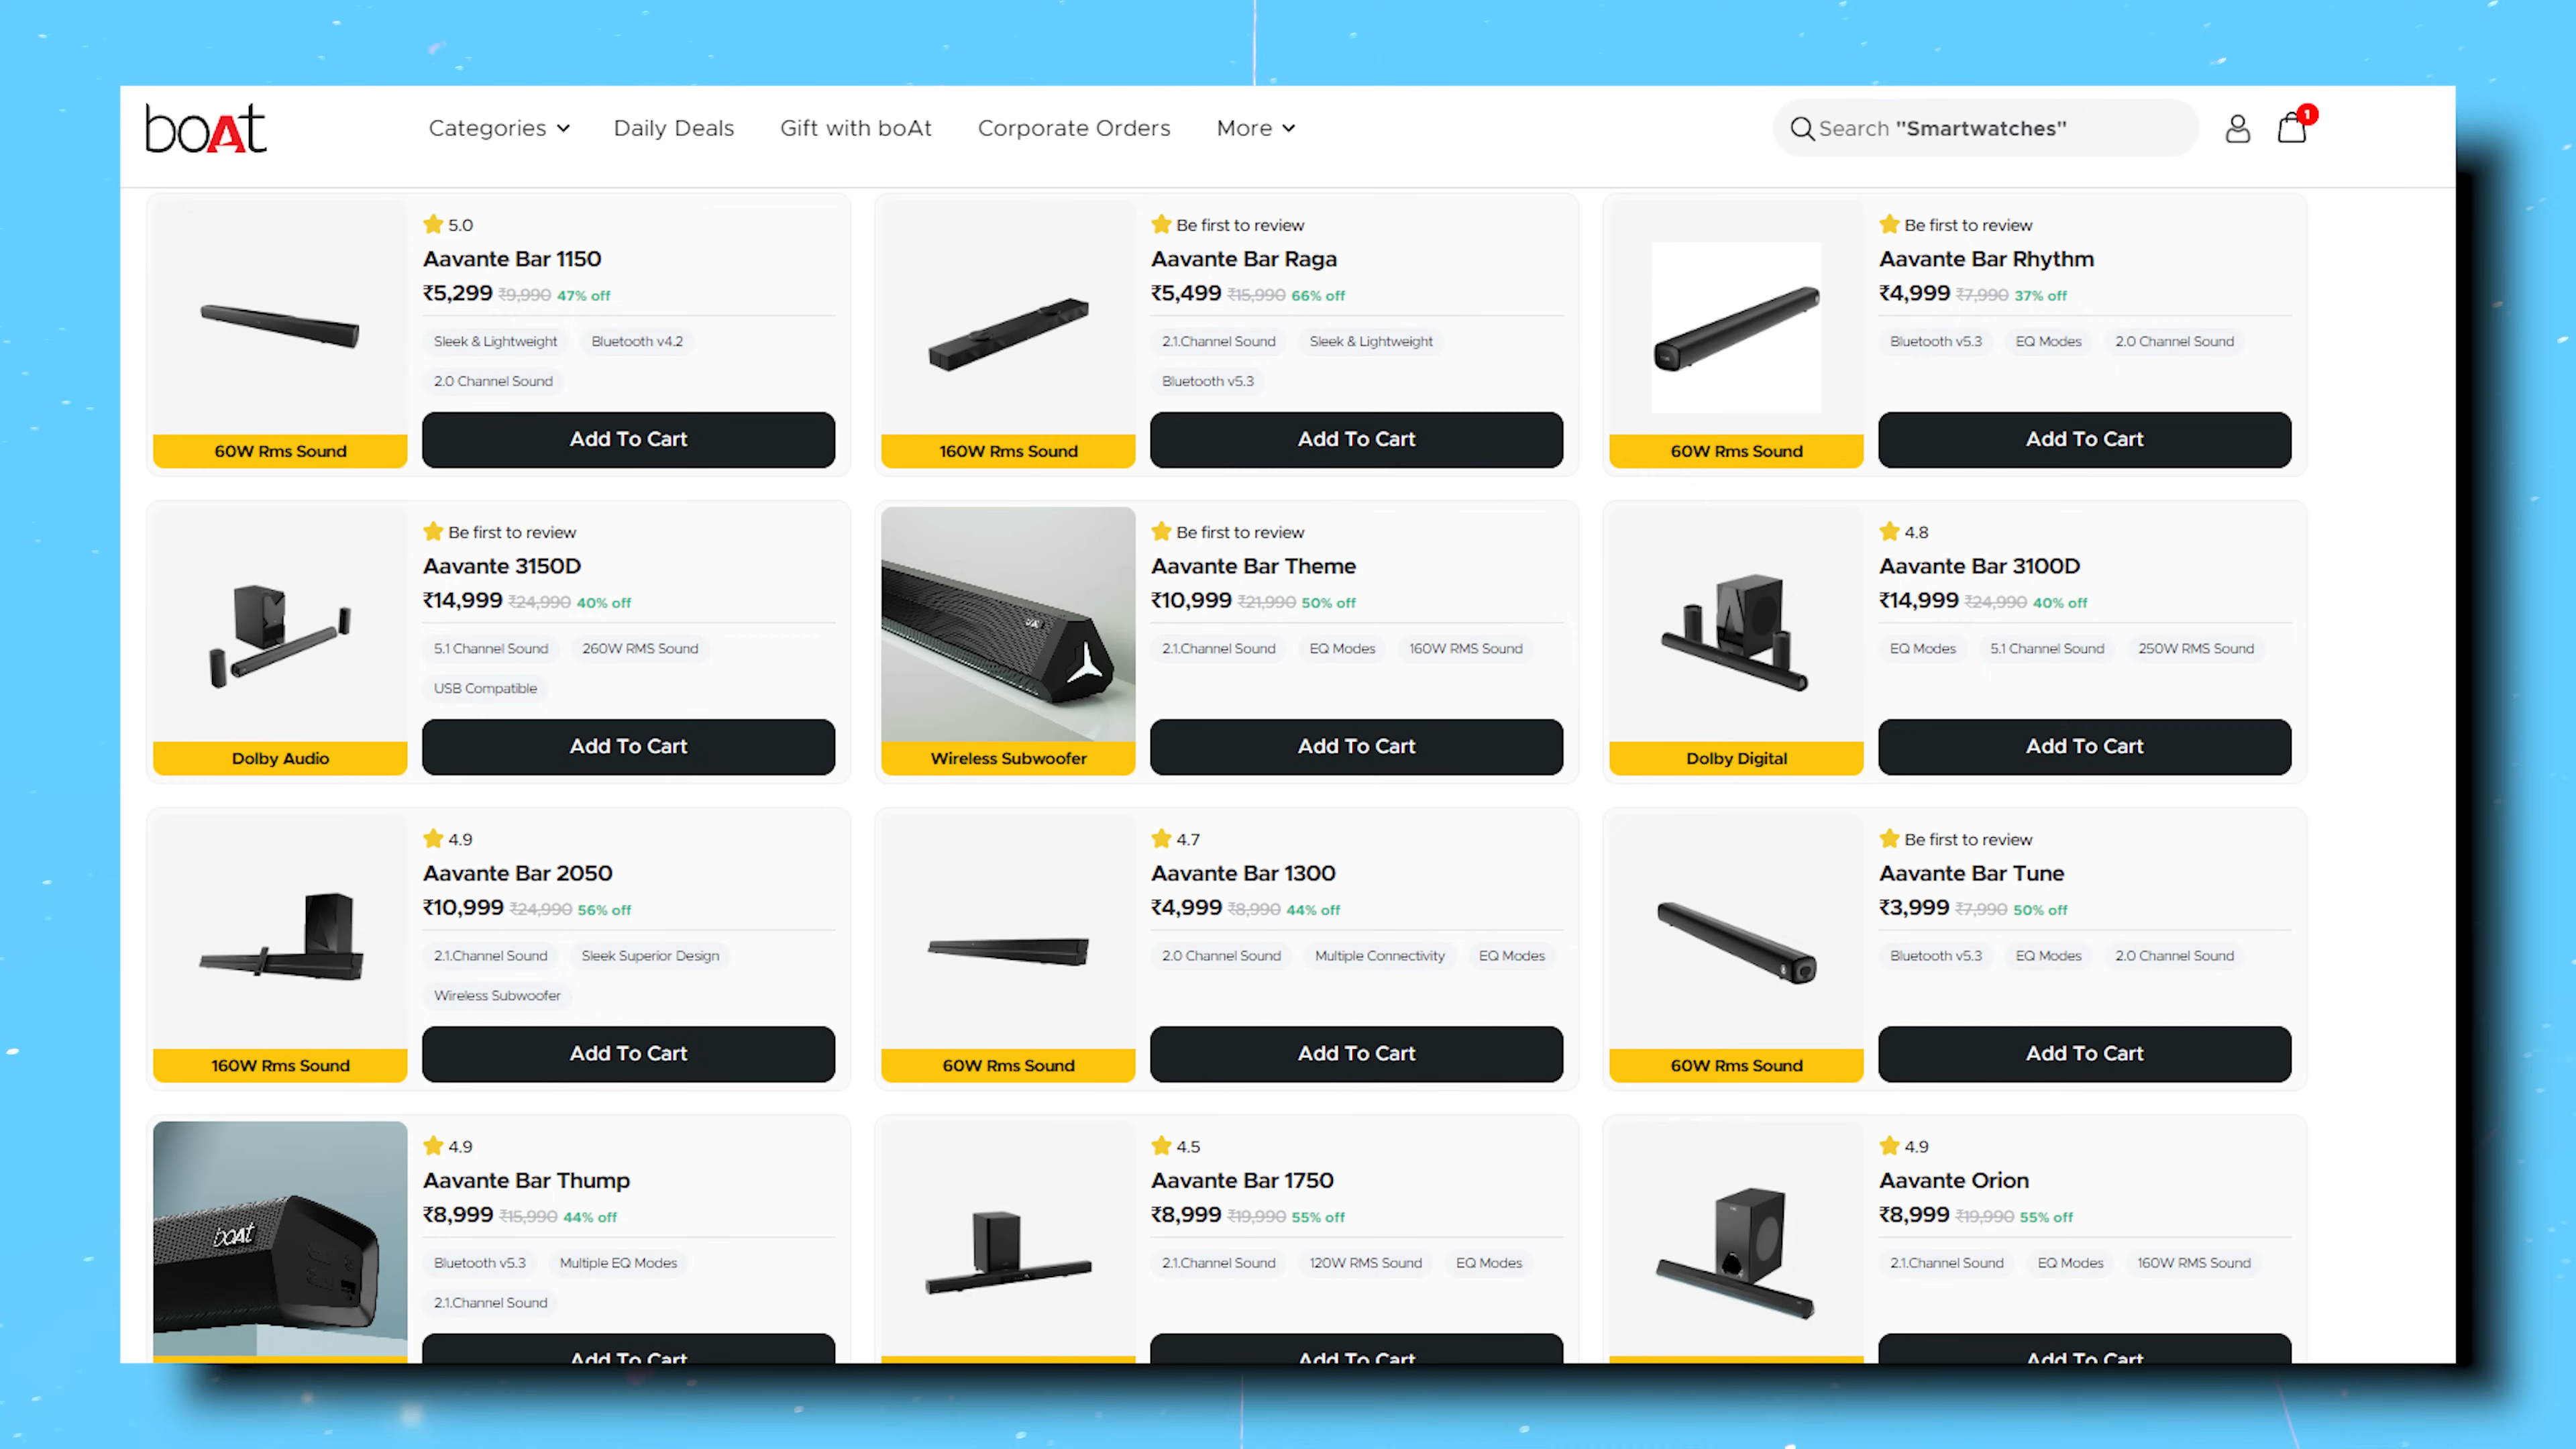 boAt
Categories
Daily Deals
Gift with boAt
Corporate Orders
More
Search "Smartwatches"
1
5.0
Aavante Bar 1150
₹5,299 ₹9,990 47% off
Sleek & Lightweight
Bluetooth v4.2
2.0 Channel Sound
60W Rms Sound
Add To Cart
Be first to review
Aavante Bar Raga
₹5,499 ₹15,990 66% off
2.1.Channel Sound
Sleek & Lightweight
Bluetooth v5.3
160W Rms Sound
Add To Cart
Be first to review
Aavante Bar Rhythm
₹4,999 ₹7,990 37% off
Bluetooth v5.3
EQ Modes
2.0 Channel Sound
60W Rms Sound
Add To Cart
Be first to review
Aavante 3150D
₹14,999 ₹24,990 40% off
5.1 Channel Sound
260W RMS Sound
USB Compatible
Dolby Audio
Add To Cart
Be first to review
Aavante Bar Theme
₹10,999 ₹21,990 50% off
2.1.Channel Sound
EQ Modes
160W RMS Sound
boAt
Wireless Subwoofer
Add To Cart
4.8
Aavante Bar 3100D
₹14,999 ₹24,990 40% off
EQ Modes
5.1 Channel Sound
250W RMS Sound
Dolby Digital
Add To Cart
4.9
Aavante Bar 2050
₹10,999 ₹24,990 56% off
2.1.Channel Sound
Sleek Superior Design
Wireless Subwoofer
160W Rms Sound
Add To Cart
4.7
Aavante Bar 1300
₹4,999 ₹8,990 44% off
2.0 Channel Sound
Multiple Connectivity
EQ Modes
60W Rms Sound
Add To Cart
Be first to review
Aavante Bar Tune
₹3,999 ₹7,990 50% off
Bluetooth v5.3
EQ Modes
2.0 Channel Sound
60W Rms Sound
Add To Cart
4.9
Aavante Bar Thump
₹8,999 ₹15,990 44% off
boAt
Bluetooth v5.3
Multiple EQ Modes
2.1.Channel Sound
Add To Cart
4.5
Aavante Bar 1750
₹8,999 ₹19,990 55% off
2.1.Channel Sound
120W RMS Sound
EQ Modes
Add To Cart
4.9
Aavante Orion
₹8,999 ₹19,990 55% off
2.1.Channel Sound
EQ Modes
160W RMS Sound
Add To Cart